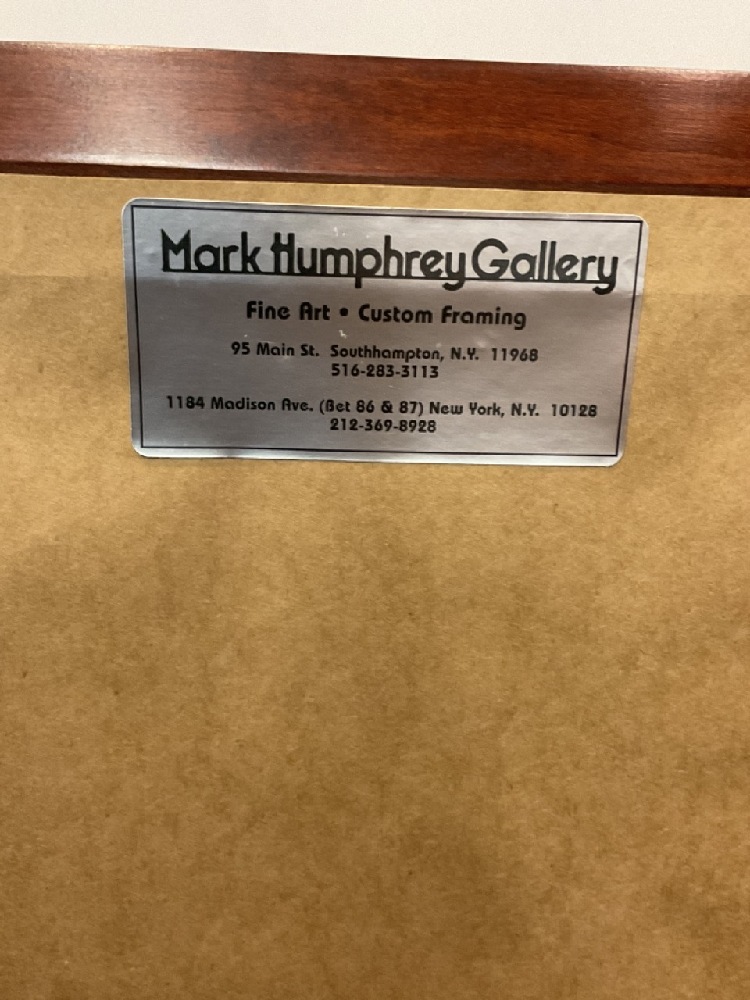 Mark Humphrey Gallery
Fine Art • Custom Framing
95 Main St. Southhampton, N.Y. 11968
516-283-3113
1184 Madison Ave. (Bet 86 & 87) New York, N.Y. 10128
212-369-8928